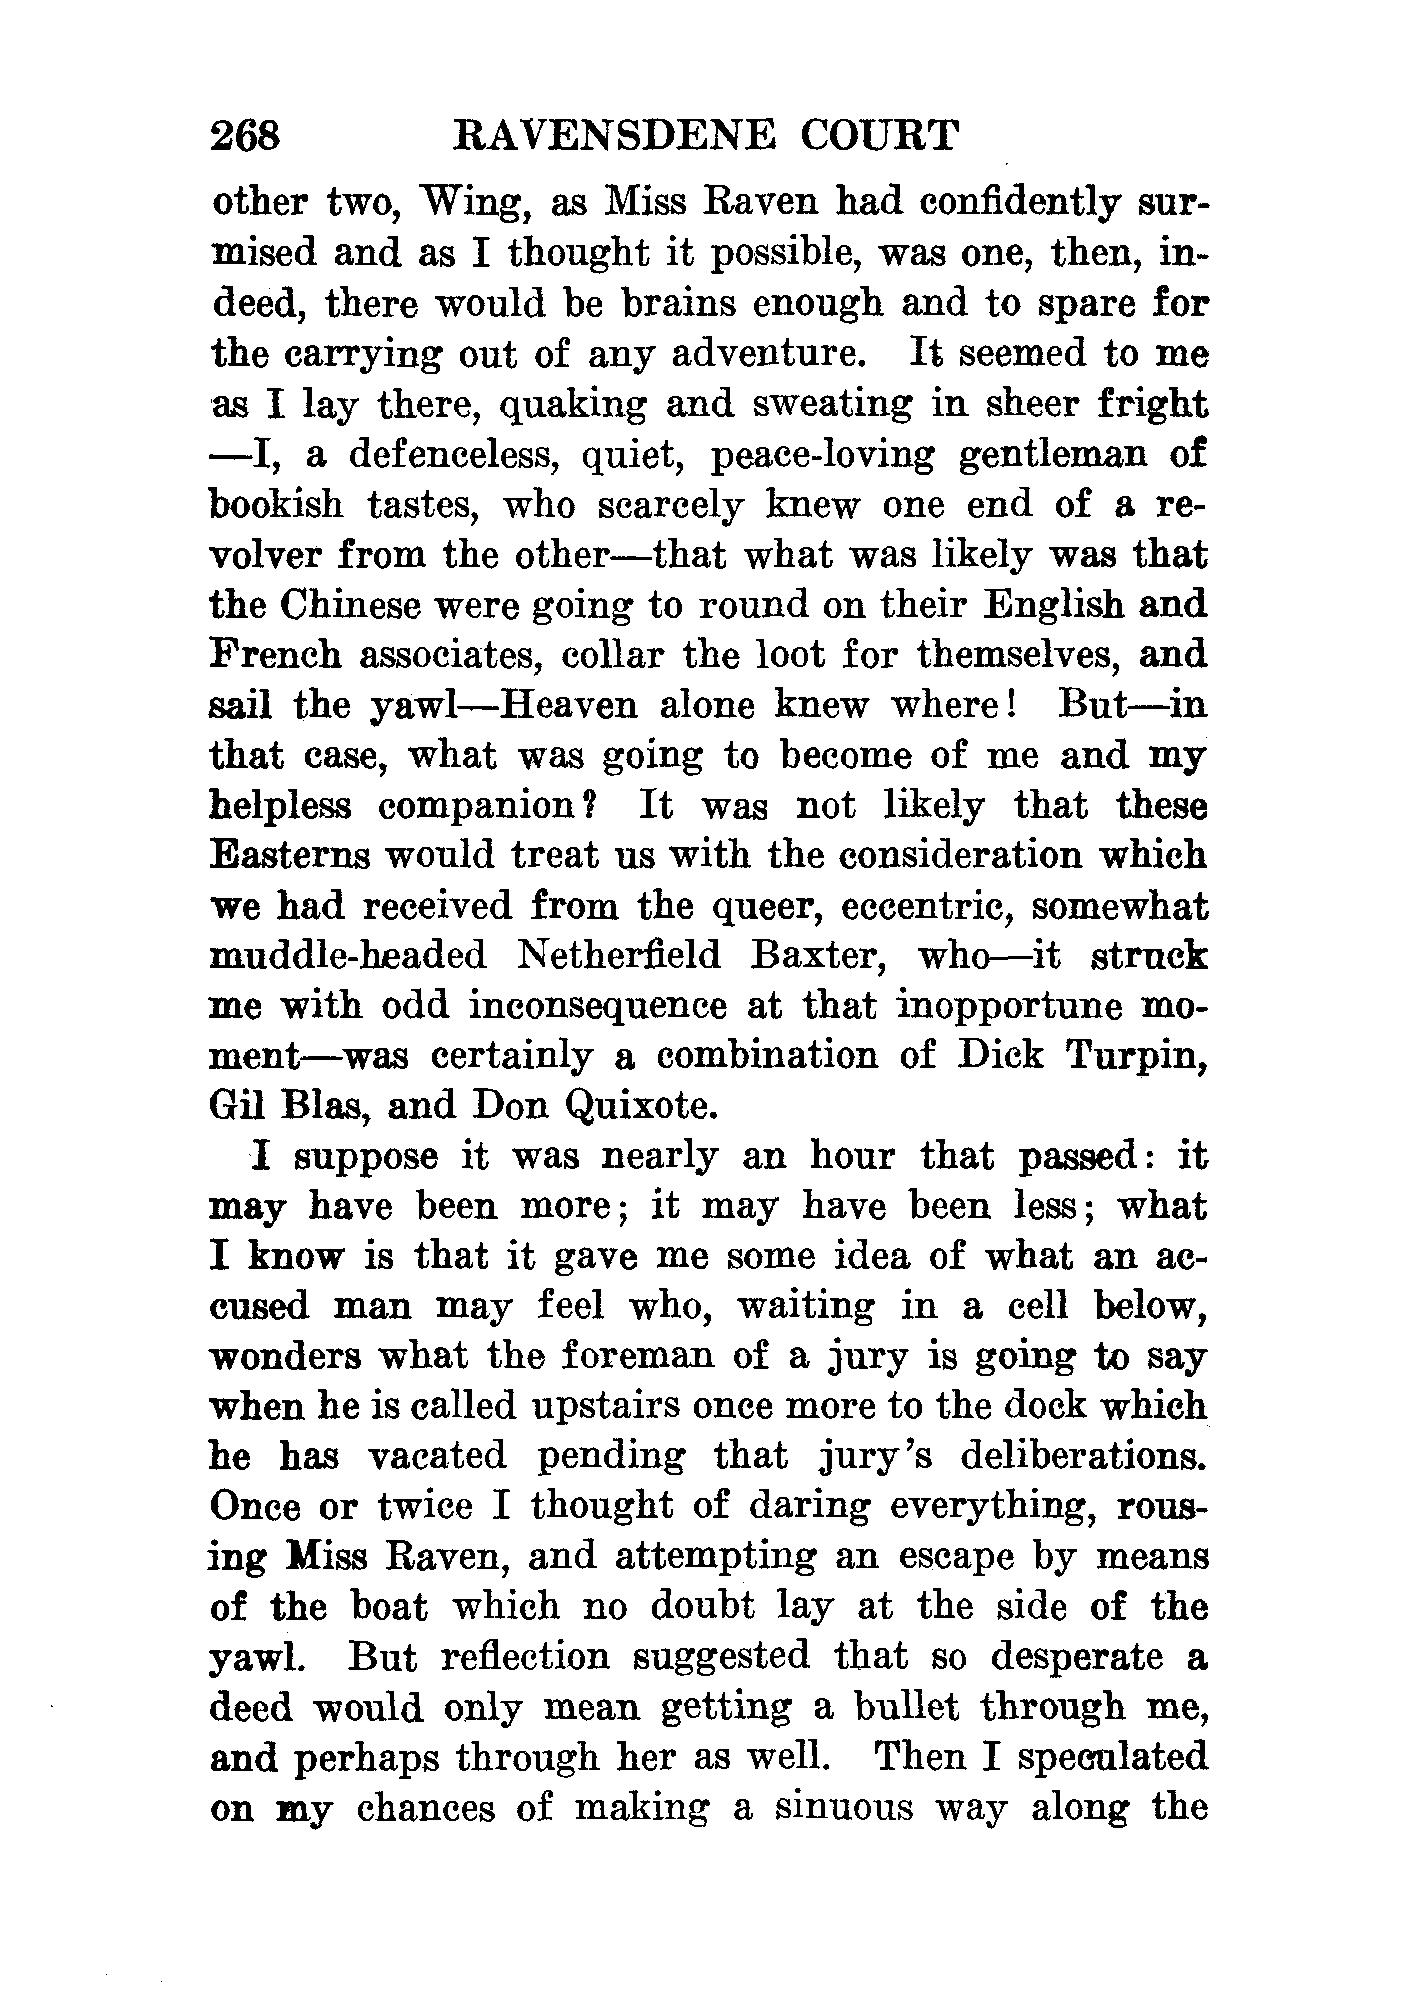 268 RAVENSDENE COURT
other two, Wing, as Miss Raven had confidently sur-
mised and as I thought it possible, was one, then, in-
deed, there would be brains enough and to spare for
the carrying out of any adventure. It seemed to me
as I lay there, quaking and sweating in sheer fright
—I, a defenceless, quiet, peace-loving gentleman of
bookish tastes, who scarcely knew one end of a re-
volver from the other—that what was likely was that
the Chinese were going to round on their English and
French associates, collar the loot for themselves, and
sail the yawl—Heaven alone knew where! But—in
that case, what was going to become of me and my
helpless companion? It was not likely that these
Easterns would treat us with the consideration which
we had received from the queer, eccentric, somewhat
muddle-headed Netherfield Baxter, who—it struck
me with odd inconsequence at that inopportune mo-
ment—was certainly a combination of Dick Turpin,
Gil Blas, and Don Quixote.
I suppose it was nearly an hour that passed: it
may have been more; it may have been less; what
I know is that it gave me some idea of what an ac-
cused man may feel who, waiting in a cell below,
wonders what the foreman of a jury is going to say
when he is called upstairs once more to the dock which
he has vacated pending that jury's deliberations.
Once or twice I thought of daring everything, rous-
ing Miss Raven, and attempting an escape by means
of the boat which no doubt lay at the side of the
yawl. But reflection suggested that so desperate a
deed would only mean getting a bullet through me,
and perhaps through her as well. Then I speculated
on my chances of making a sinuous way along the